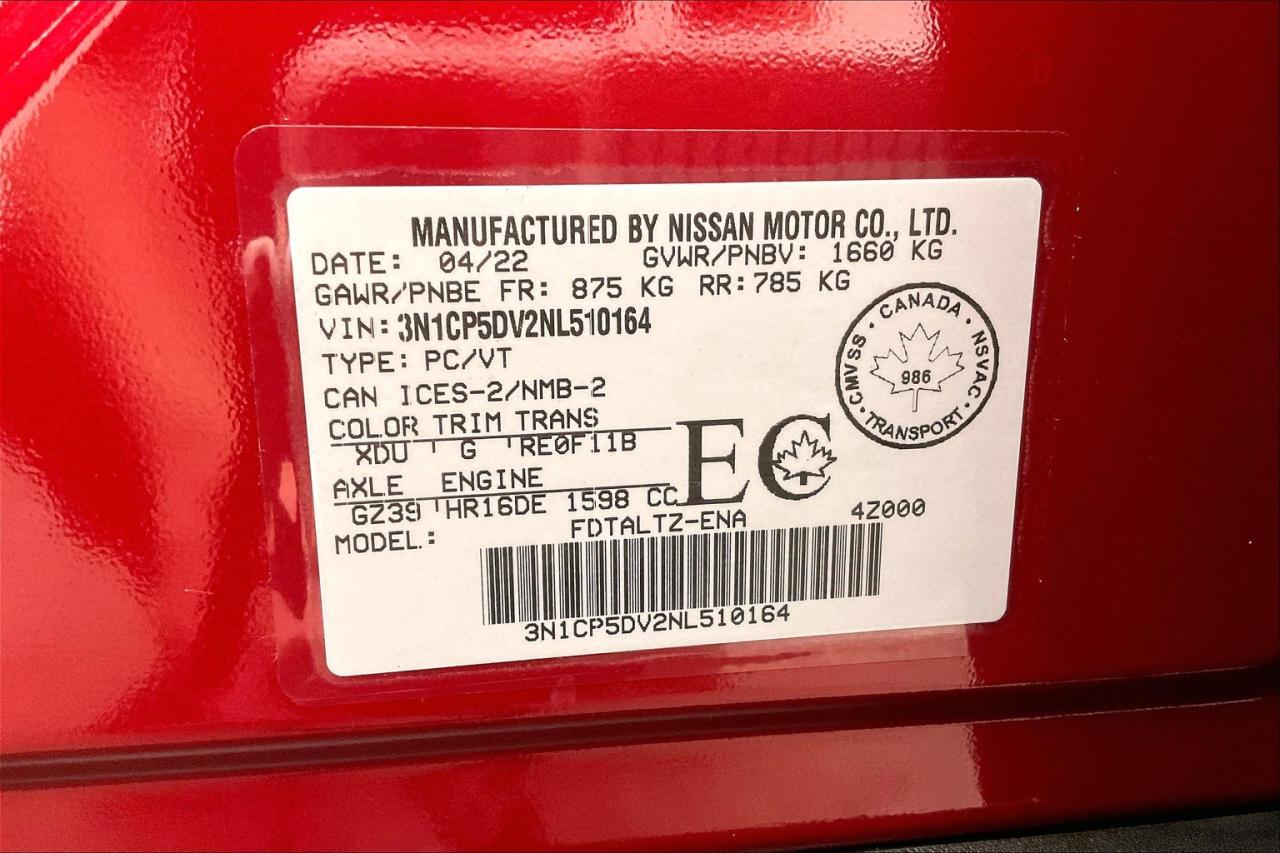 MANUFACTURED BY NISSAN MOTOR CO., LTD.
DATE: 04/22 GVWR/PNBV: 1660 KG
GAWR/PNBE FR: 875 KG RR: 785 KG
VIN: 3N1CP5DV2NL510164
TYPE: PC/VT
CAN ICES-2/NMB-2
COLOR TRIM TRANS
XDU G RE0F11B
AXLE ENGINE
GZ39 HR16DE 1598 CC
MODEL: FDTALTZ-ENA 4Z000
3N1CP5DV2NL510164
EC
CANADA · NSVAC · TRANSPORT · CMVSS ·
986